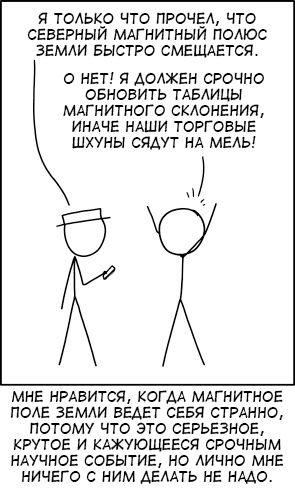 Я ТОЛЬКО ЧТО ПРОЧЕЛ, ЧТО
СЕВЕРНЫЙ МАГНИТНЫЙ ПОЛЮС
ЗЕМЛИ БЫСТРО СМЕЩАЕТСЯ.
О НЕТ! Я ДОЛЖЕН СРОЧНО
ОБНОВИТЬ ТАБЛИЦЫ
МАГНИТНОГО СКЛОНЕНИЯ,
ИНАЧЕ НАШИ ТОРГОВЫЕ
ШХУНЫ СЯДУТ НА МЕЛЬ!
МНЕ НРАВИТСЯ, КОГДА МАГНИТНОЕ
ПОЛЕ ЗЕМЛИ ВЕДЕТ СЕБЯ СТРАННО,
ПОТОМУ ЧТО ЭТО СЕРЬЕЗНОЕ,
КРУТОЕ И КАЖУЩЕЕСЯ СРОЧНЫМ
НАУЧНОЕ СОБЫТИЕ, НО ЛИЧНО МНЕ
НИЧЕГО С НИМ ДЕЛАТЬ НЕ НАДО.